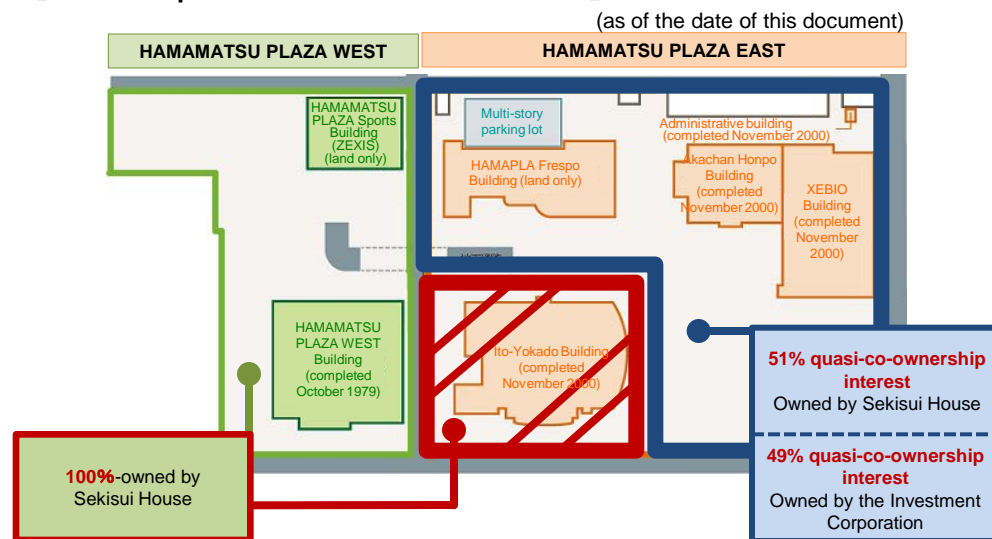 (as of the date of this document)
HAMAMATSU PLAZA WEST
HAMAMATSU PLAZA EAST
HAMAMATSU
PLAZA Sports
Building
(ZEXIS)
(land only)
Multi-story
parking lot
HAMAPLA Frespo
Building (land only)
Administrative building
(completed November 2000)
Akachan Honpo
Building
(completed
November 2000)
XEBIO
Building
(completed
November
2000)
HAMAMATSU
PLAZA WEST
Building
(completed
October 1979)
Ito-Yokado Building
(completed
November 2000)
51% quasi-co-ownership
interest
Owned by Sekisui House
49% quasi-co-ownership
interest
Owned by the Investment
Corporation
100%-owned by
Sekisui House